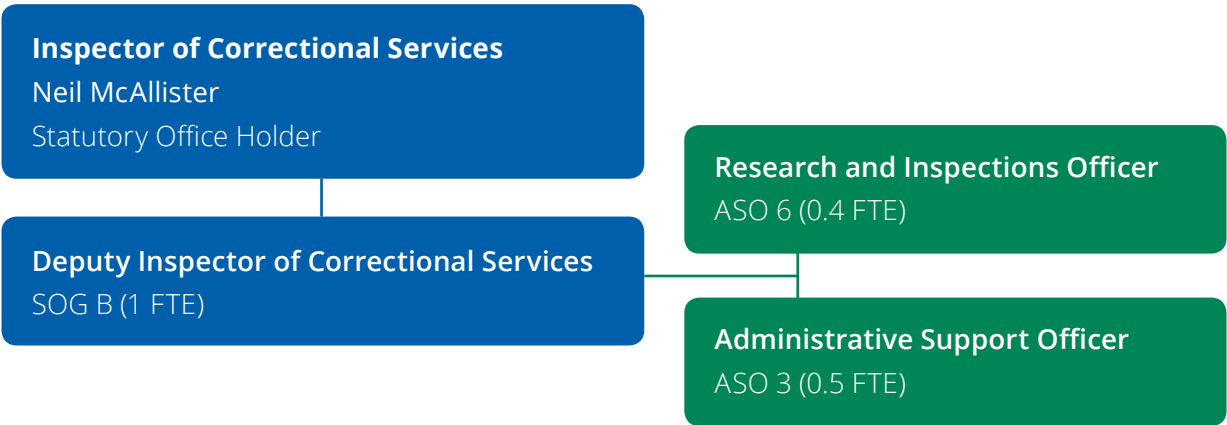 Inspector of Correctional Services
Neil McAllister
Statutory Office Holder
Deputy Inspector of Correctional Services
SOG B (1 FTE)
Research and Inspections Officer
ASO 6 (0.4 FTE)
Administrative Support Officer
ASO 3 (0.5 FTE)